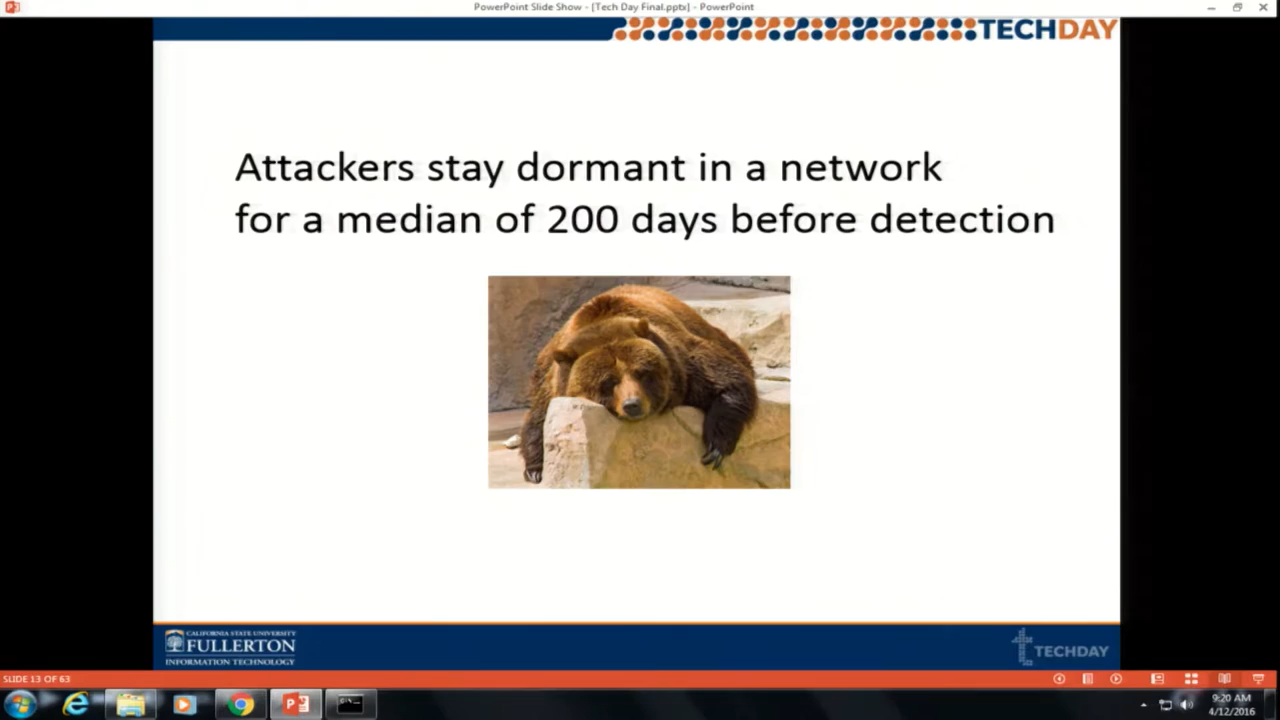 PowerPoint Slide Show - [Tech Day Final.pptx] - PowerPoint
TECHDAY
Attackers stay dormant in a network
for a median of 200 days before detection
CALIFORNIA STATE UNIVERSITY
FULLERTON
INFORMATION TECHNOLOGY
TECHDAY
SLIDE 13 OF 63
9:20 AM
4/12/2016